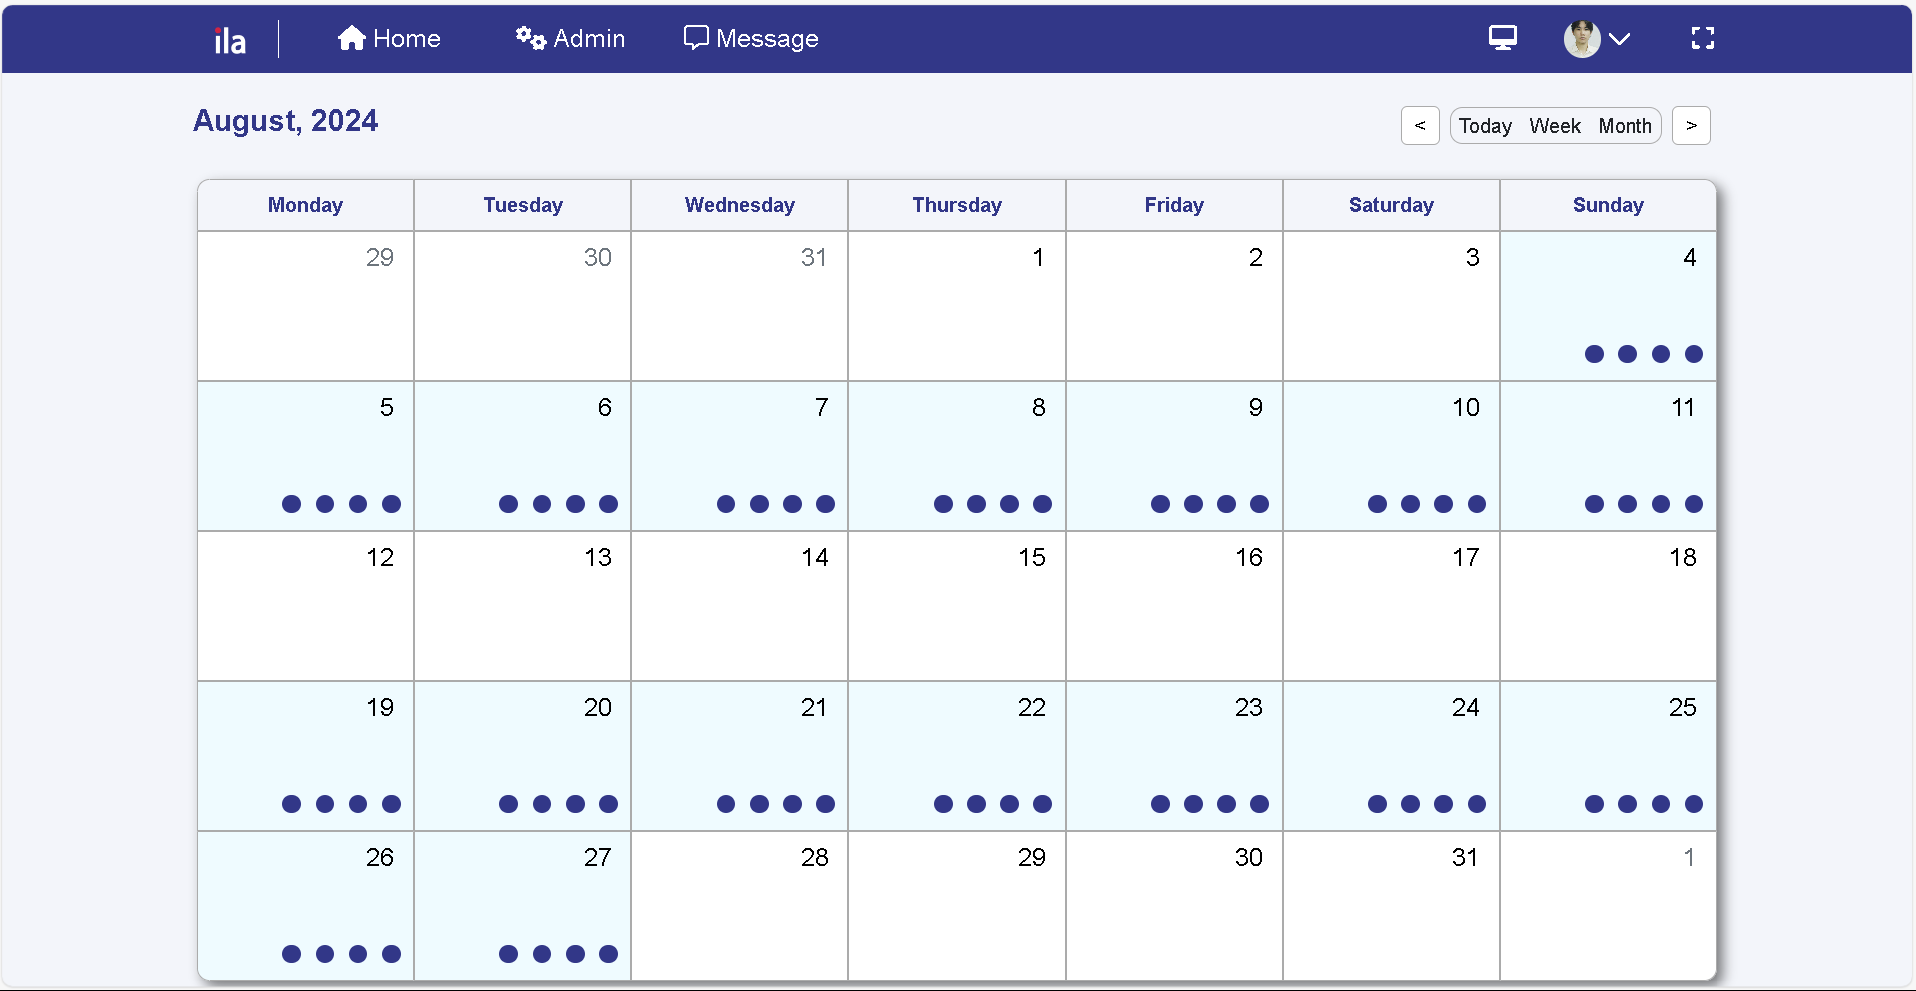 ila Home Admin Message
August, 2024
< Today Week Month >
Monday Tuesday Wednesday Thursday Friday Saturday Sunday
29 30 31 1 2 3 4
5 6 7 8 9 10 11
12 13 14 15 16 17 18
19 20 21 22 23 24 25
26 27 28 29 30 31 1